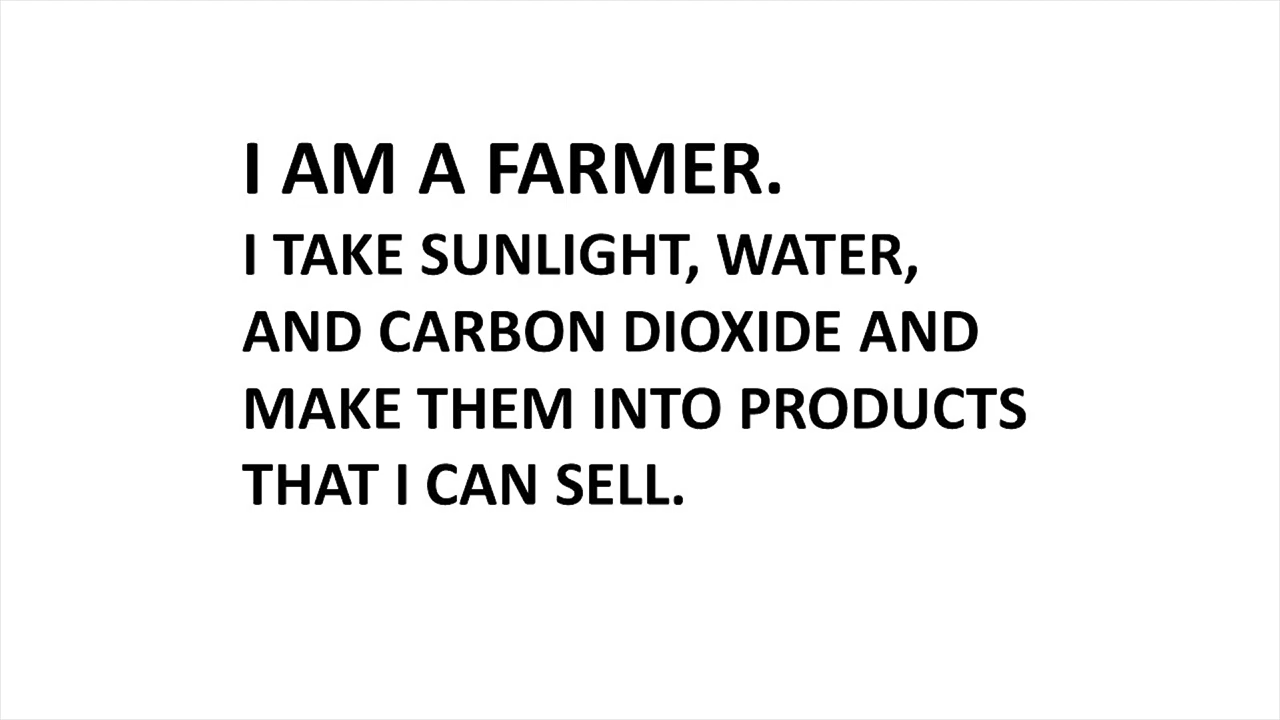 I AM A FARMER.
I TAKE SUNLIGHT, WATER,
AND CARBON DIOXIDE AND
MAKE THEM INTO PRODUCTS
THAT I CAN SELL.